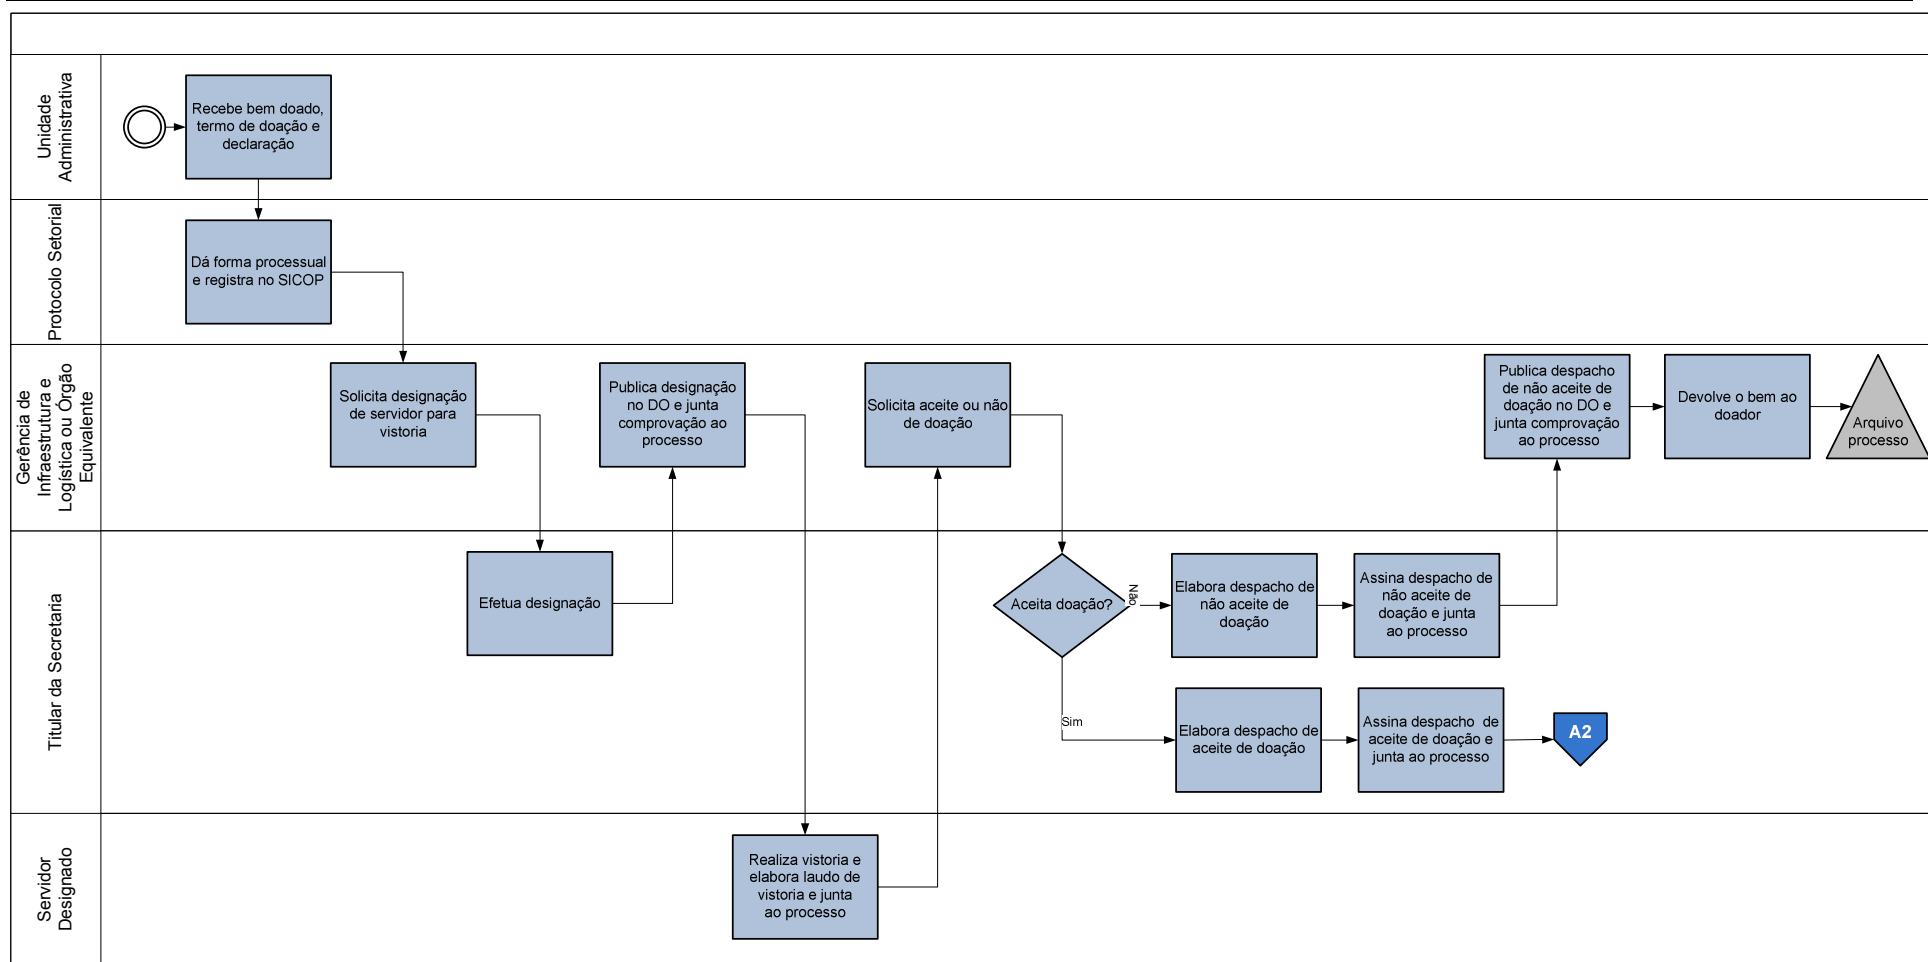 Unidade
Administrativa
Recebe bem doado,
termo de doação e
declaração
Protocolo Setorial
Dá forma processual
e registra no SICOP
Gerência de
Infraestrutura e
Logística ou Órgão
Equivalente
Solicita designação
de servidor para
vistoria
Publica designação
no DO e junta
comprovação ao
processo
Solicita aceite ou não
de doação
Publica despacho
de não aceite de
doação no DO e
junta comprovação
ao processo
Devolve o bem ao
doador
Arquivo
processo
Titular da Secretaria
Efetua designação
Aceita doação?
Não
Elabora despacho de
não aceite de
doação
Assina despacho de
não aceite de
doação e junta
ao processo
Sim
Elabora despacho de
aceite de doação
Assina despacho  de
aceite de doação e
junta ao processo
A2
Servidor
Designado
Realiza vistoria e
elabora laudo de
vistoria e junta
ao processo